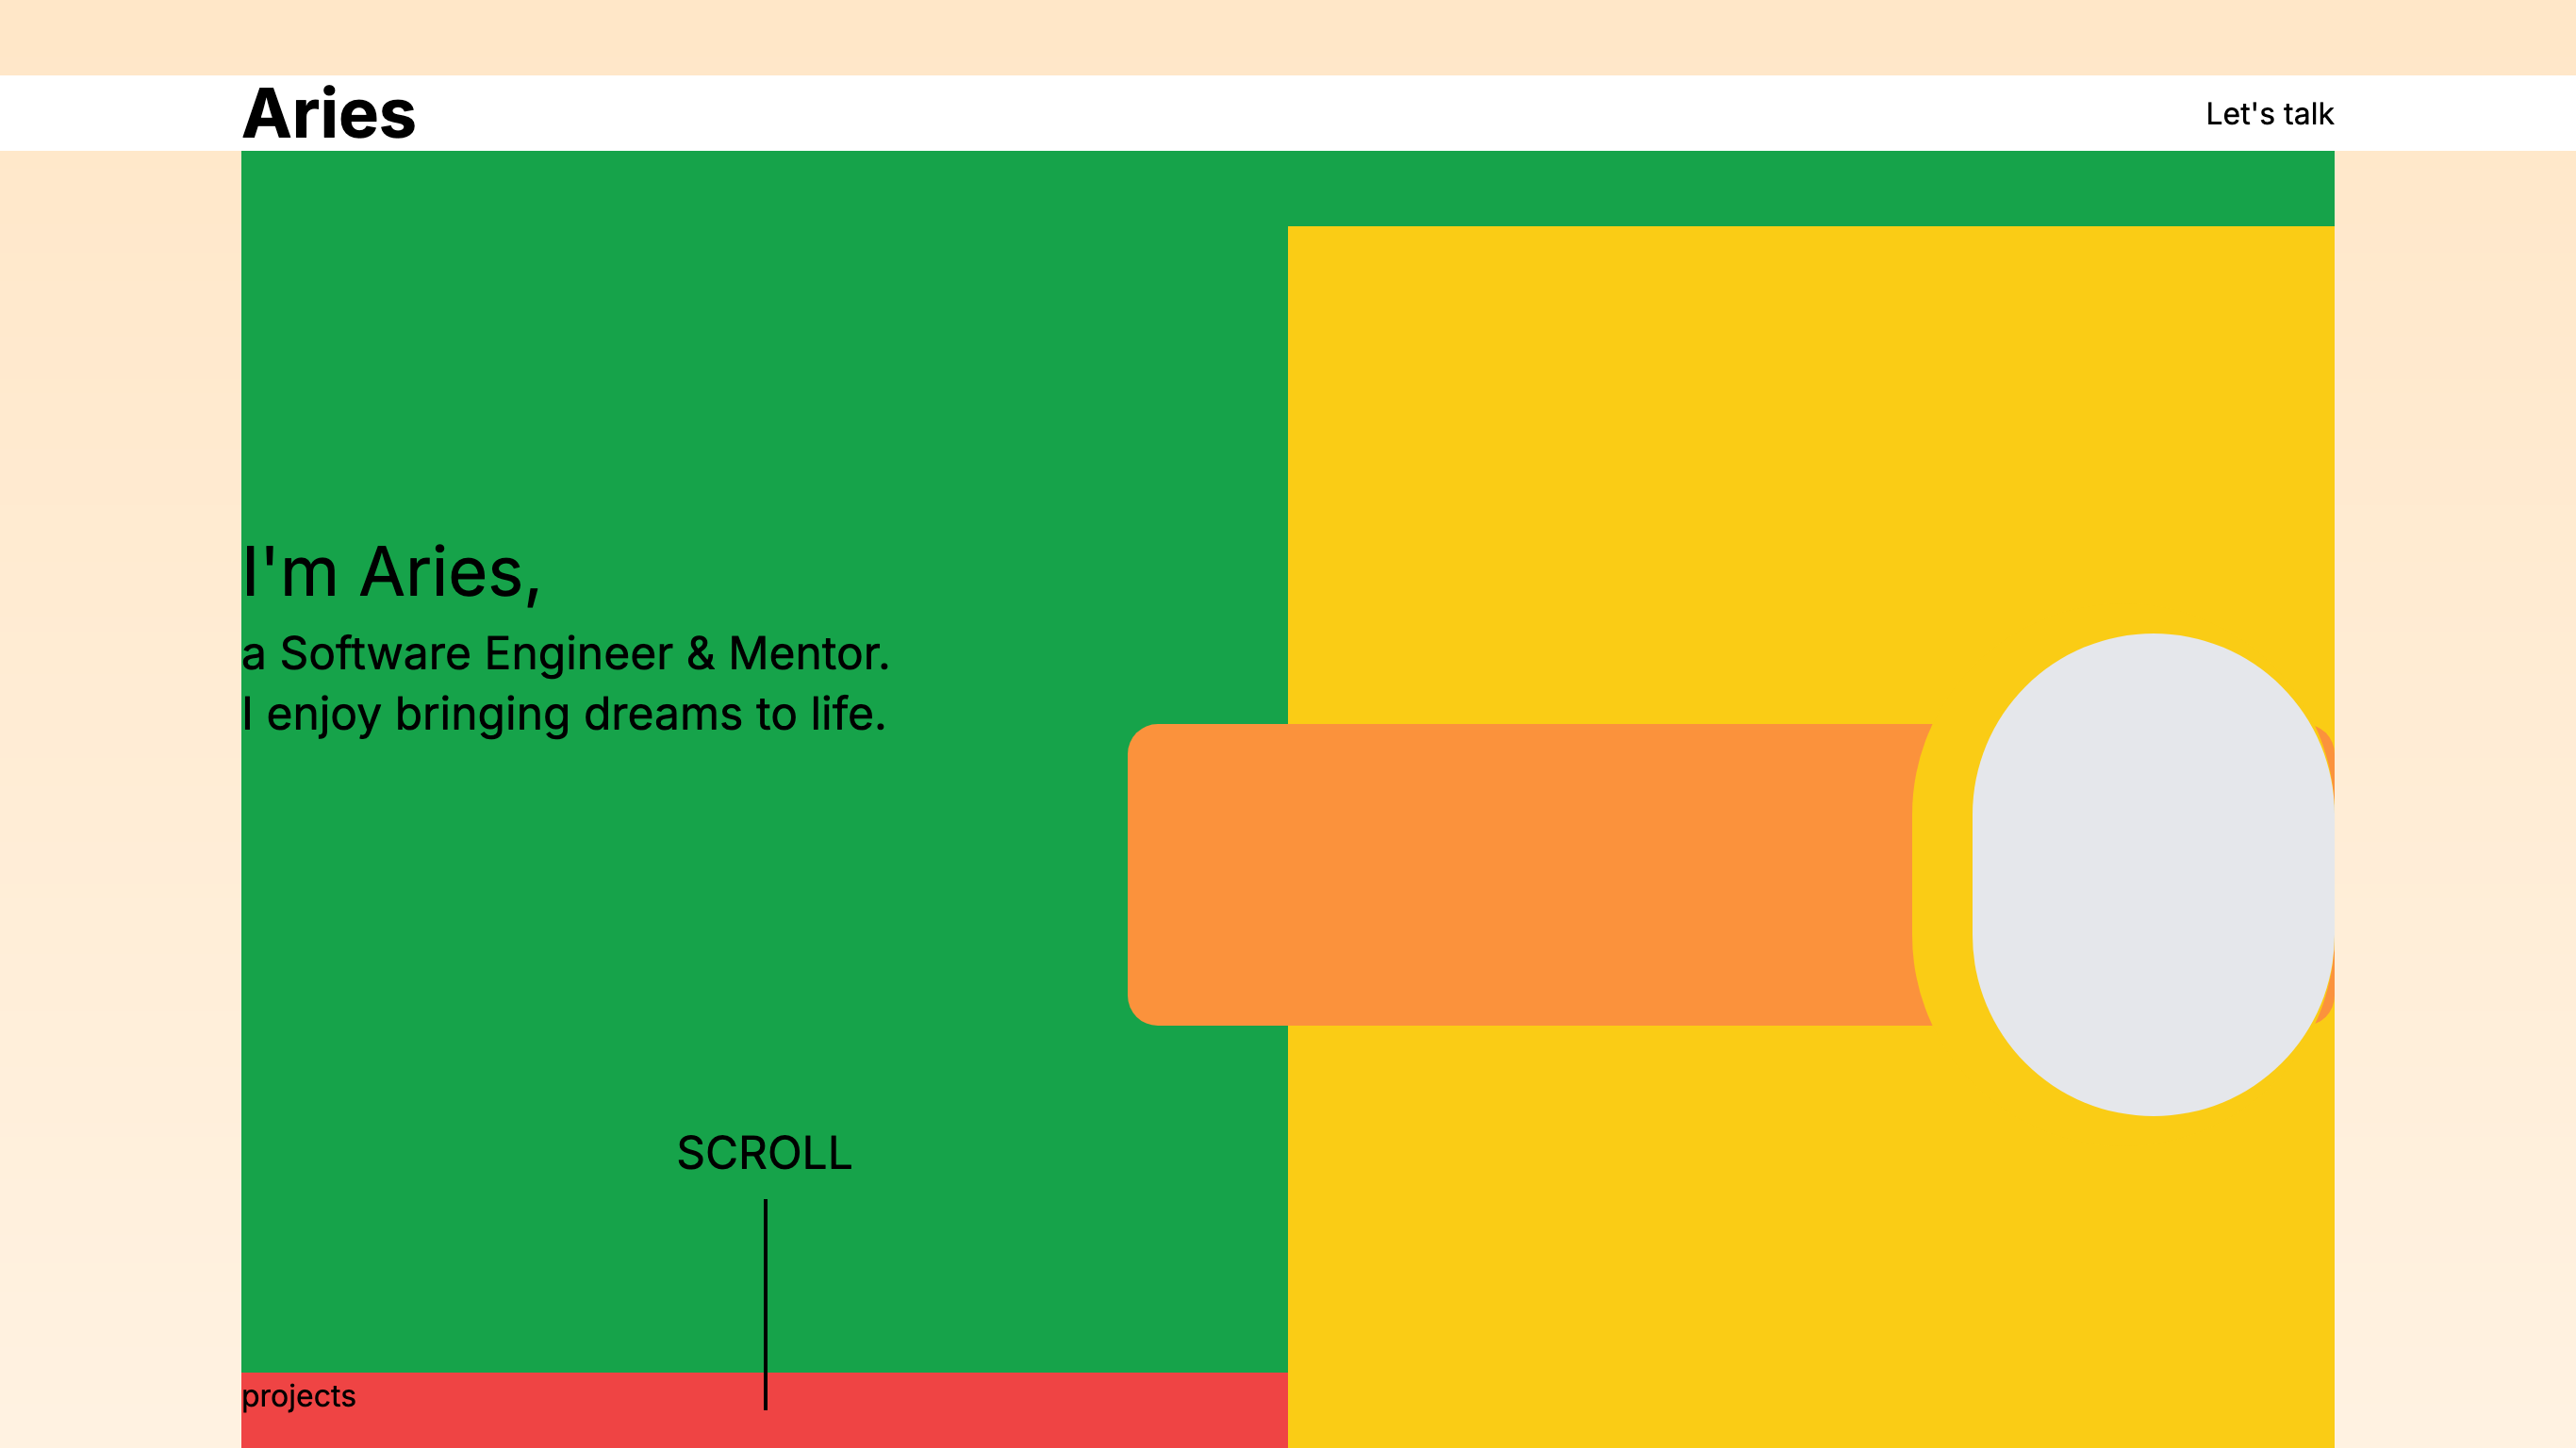 Aries
Let's talk
I'm Aries,
a Software Engineer & Mentor.
I enjoy bringing dreams to life.
SCROLL
projects